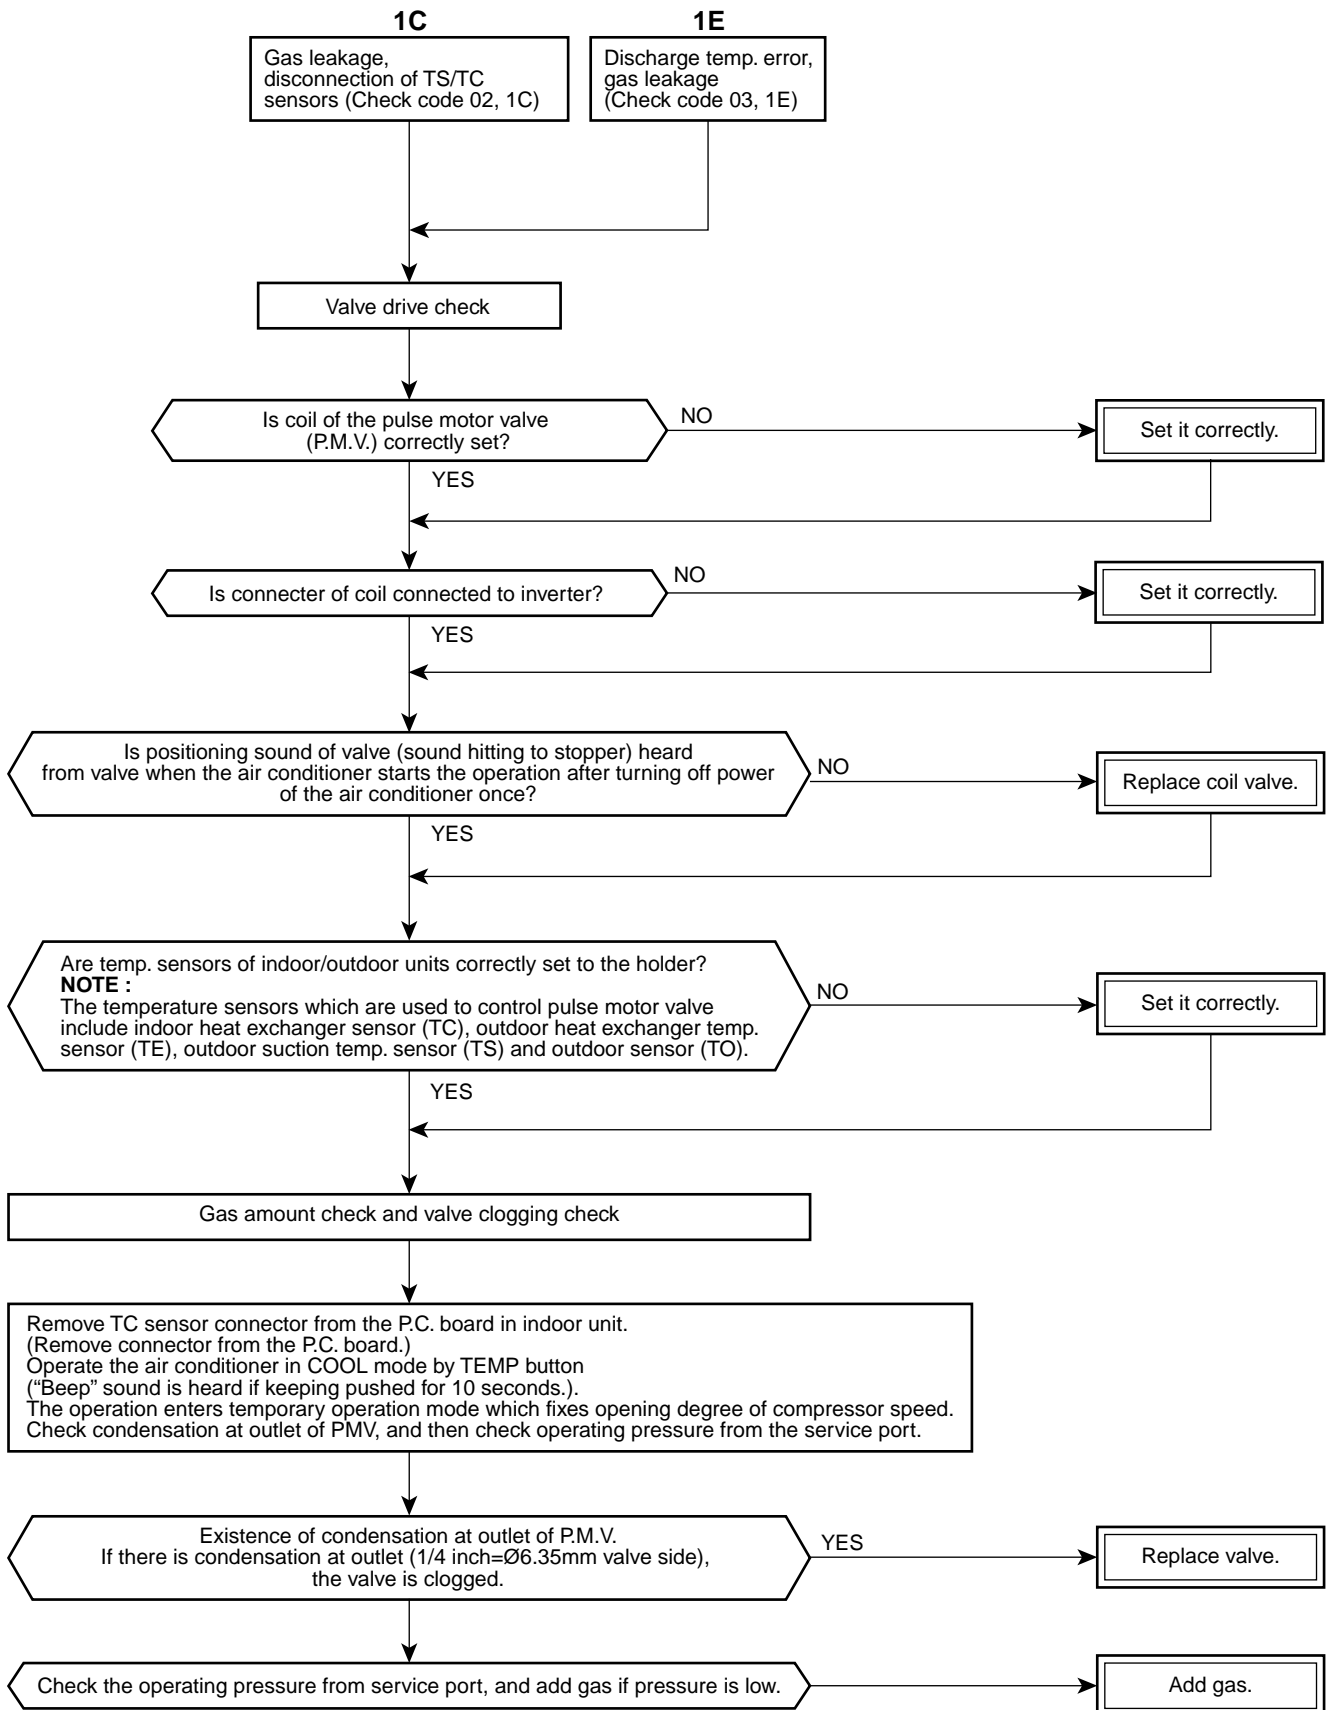 1C
Gas leakage,
disconnection of TS/TC
sensors (Check code 02, 1C)
1E
Discharge temp. error,
gas leakage
(Check code 03, 1E)
Valve drive check
Is coil of the pulse motor valve
(P.M.V.) correctly set?
NO
Set it correctly.
YES
Is connecter of coil connected to inverter?
NO
Set it correctly.
YES
Is positioning sound of valve (sound hitting to stopper) heard
from valve when the air conditioner starts the operation after turning off power
of the air conditioner once?
NO
Replace coil valve.
YES
Are temp. sensors of indoor/outdoor units correctly set to the holder?
NOTE :
The temperature sensors which are used to control pulse motor valve
include indoor heat exchanger sensor (TC), outdoor heat exchanger temp.
sensor (TE), outdoor suction temp. sensor (TS) and outdoor sensor (TO).
NO
Set it correctly.
YES
Gas amount check and valve clogging check
Remove TC sensor connector from the P.C. board in indoor unit.
(Remove connector from the P.C. board.)
Operate the air conditioner in COOL mode by TEMP button
(“Beep” sound is heard if keeping pushed for 10 seconds.).
The operation enters temporary operation mode which fixes opening degree of compressor speed.
Check condensation at outlet of PMV, and then check operating pressure from the service port.
Existence of condensation at outlet of P.M.V.
If there is condensation at outlet (1/4 inch=Ø6.35mm valve side),
the valve is clogged.
YES
Replace valve.
Check the operating pressure from service port, and add gas if pressure is low.
Add gas.